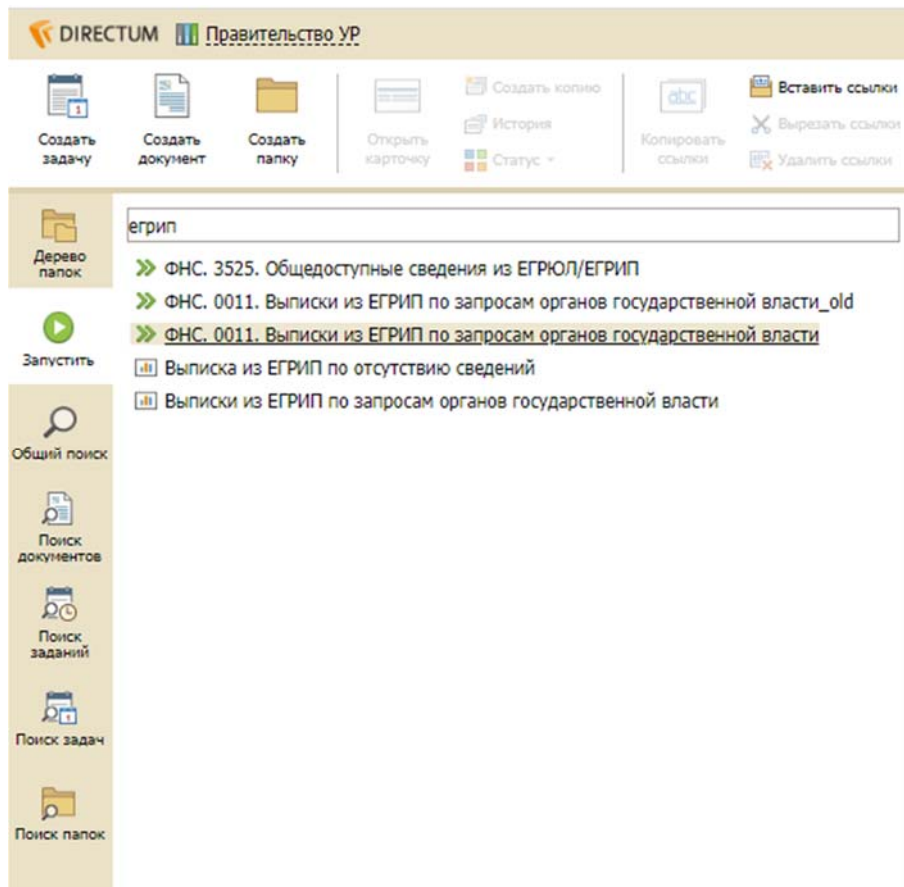 DIRECTUM Правительство УР
Создать задачу
Создать документ
Создать папку
Открыть карточку
Создать копию
История
Статус
Копировать ссылки
Вставить ссылки
Вырезать ссылки
Удалить ссылки
Дерево папок
Запустить
Общий поиск
Поиск документов
Поиск заданий
Поиск задач
Поиск папок
егрип
ФНС. 3525. Общедоступные сведения из ЕГРЮЛ/ЕГРИП
ФНС. 0011. Выписки из ЕГРИП по запросам органов государственной власти_old
ФНС. 0011. Выписки из ЕГРИП по запросам органов государственной власти
Выписка из ЕГРИП по отсутствию сведений
Выписки из ЕГРИП по запросам органов государственной власти